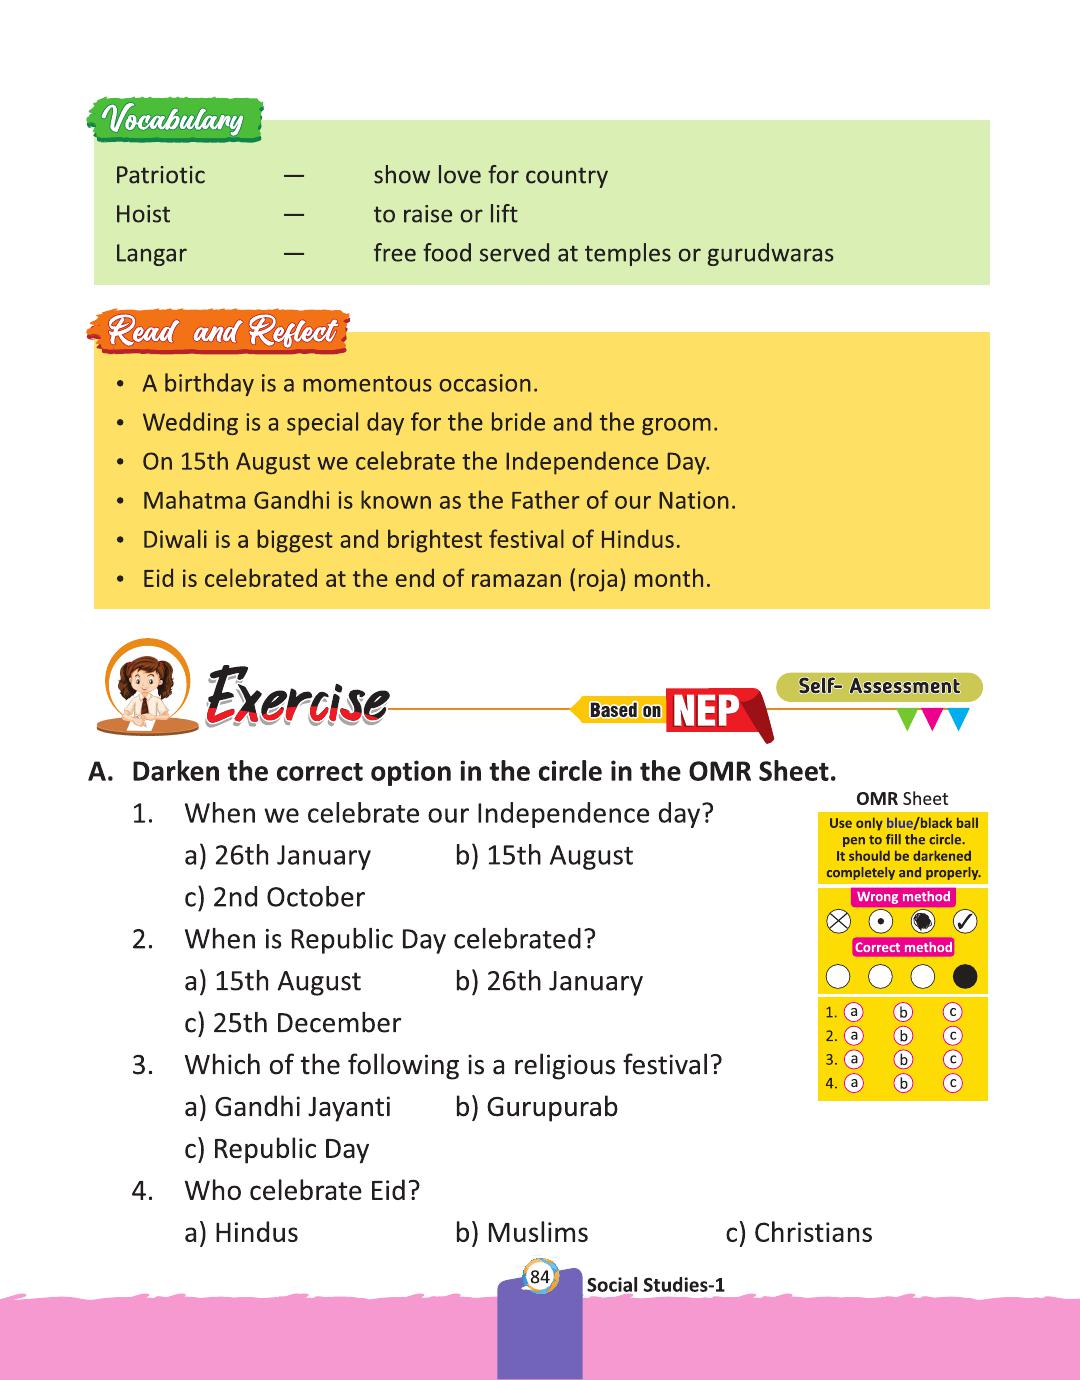 Vocabulary
Patriotic — show love for country
Hoist — to raise or lift
Langar — free food served at temples or gurudwaras
Read and Reflect
• A birthday is a momentous occasion.
• Wedding is a special day for the bride and the groom.
• On 15th August we celebrate the Independence Day.
• Mahatma Gandhi is known as the Father of our Nation.
• Diwali is a biggest and brightest festival of Hindus.
• Eid is celebrated at the end of ramazan (roja) month.
Exercise
Based on NEP
Self- Assessment
A. Darken the correct option in the circle in the OMR Sheet.
1. When we celebrate our Independence day?
a) 26th January b) 15th August
c) 2nd October
2. When is Republic Day celebrated?
a) 15th August b) 26th January
c) 25th December
3. Which of the following is a religious festival?
a) Gandhi Jayanti b) Gurupurab
c) Republic Day
4. Who celebrate Eid?
a) Hindus b) Muslims c) Christians
OMR Sheet
Use only blue/black ball
pen to fill the circle.
It should be darkened
completely and properly.
Wrong method
Correct method
1. a b c
2. a b c
3. a b c
4. a b c
84
Social Studies-1